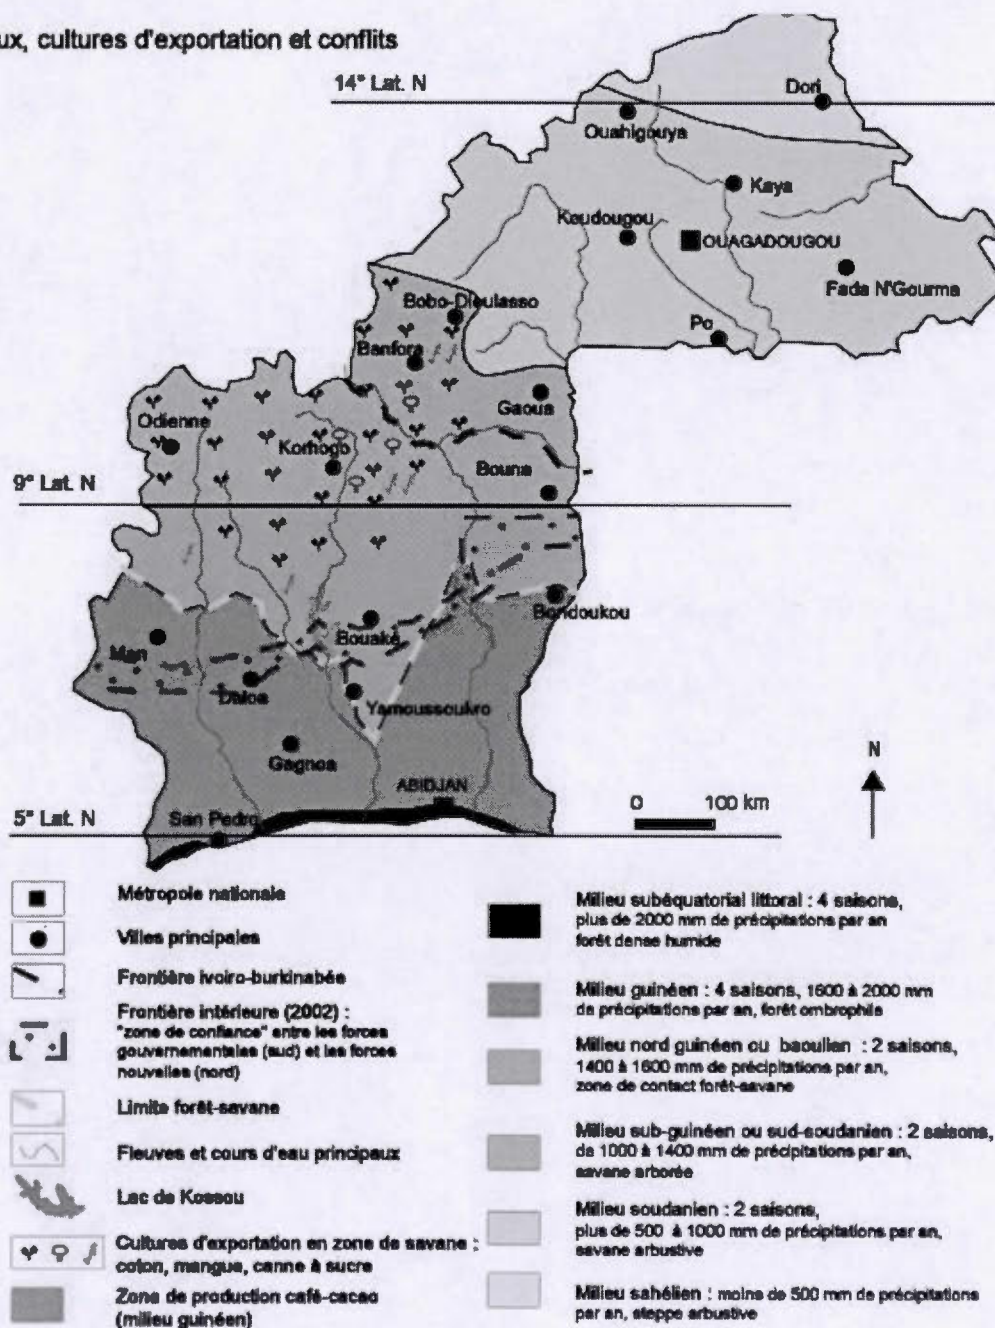 ux, cultures d'exportation et conflits
14° Lat. N
Dori
Ouahigouya
Kaya
Koudougou
OUAGADOUGOU
Fada N'Gourma
Bobo-Dieulasso
Po
Banfora
Gaoua
Odienne
Korhogo
Bouna
9° Lat. N
Bondoukou
Bouaké
Man
Daloa
Yamoussoukro
Gagnoa
ABIDJAN
N
0 100 km
San Pedro
5° Lat. N
Métropole nationale
Villes principales
Frontière ivoiro-burkinabée
Frontière intérieure (2002) :
"zone de confiance" entre les forces
gouvernementales (sud) et les forces
nouvelles (nord)
Limite forêt-savane
Fleuves et cours d'eau principaux
Lac de Kossou
Cultures d'exportation en zone de savane :
coton, mangue, canne à sucre
Zone de production café-cacao
(milieu guinéen)
Milieu subéquatorial littoral : 4 saisons,
plus de 2000 mm de précipitations par an
forêt dense humide
Milieu guinéen : 4 saisons, 1600 à 2000 mm
de précipitations par an, forêt ombrophile
Milieu nord guinéen ou baouléen : 2 saisons,
1400 à 1600 mm de précipitations par an,
zone de contact forêt-savane
Milieu sub-guinéen ou sud-soudanien : 2 saisons,
de 1000 à 1400 mm de précipitations par an,
savane arborée
Milieu soudanien : 2 saisons,
plus de 500 à 1000 mm de précipitations par an,
savane arbustive
Milieu sahélien : moins de 500 mm de précipitations
par an, steppe arbustive